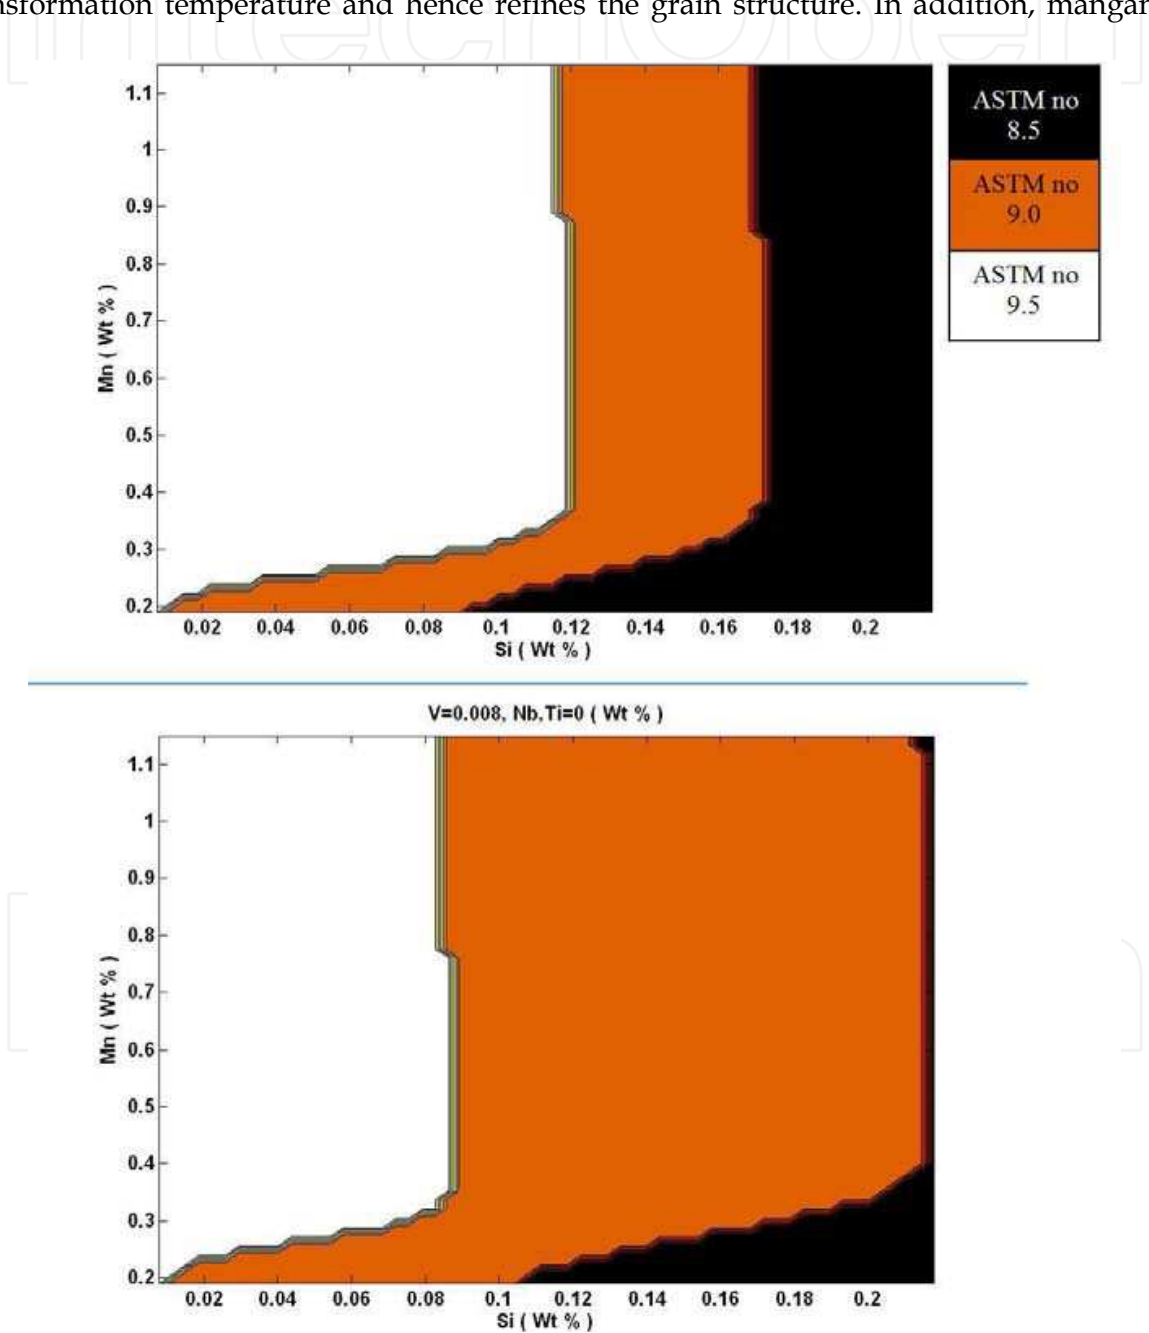 nsformation temperature and hence refines the grain structure. In addition, mangar
ASTM no
8.5
ASTM no
9.0
ASTM no
9.5
1.1
1
0.9
0.8
0.7
0.6
0.5
0.4
0.3
0.2
Mn ( Wt % )
0.02 0.04 0.06 0.08 0.1 0.12 0.14 0.16 0.18 0.2
Si ( Wt % )
V=0.008, Nb,Ti=0 ( Wt % )
1.1
1
0.9
0.8
0.7
0.6
0.5
0.4
0.3
0.2
Mn ( Wt % )
0.02 0.04 0.06 0.08 0.1 0.12 0.14 0.16 0.18 0.2
Si ( Wt % )